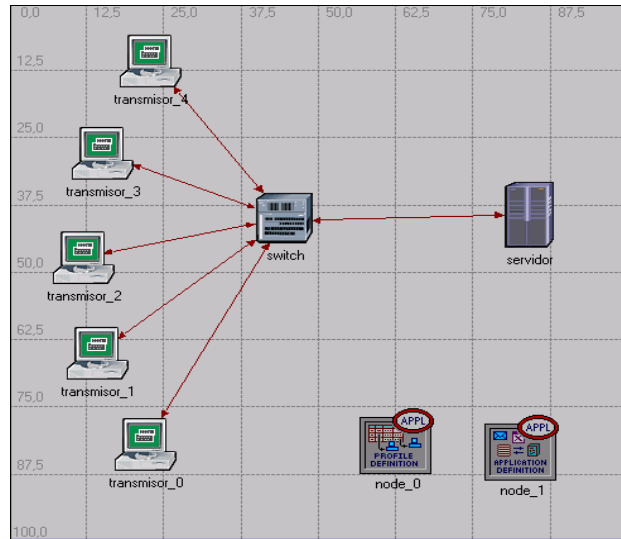 0,0 12,5 25,0 37,5 50,0 62,5 75,0 87,5
12,5
transmisor_4
25,0
transmisor_3
37,5
switch
servidor
50,0
transmisor_2
62,5
transmisor_1
75,0
APPL
APPL
PROFILE
DEFINITION
APPLICATION
DEFINITION
87,5
transmisor_0
node_0
node_1
100,0